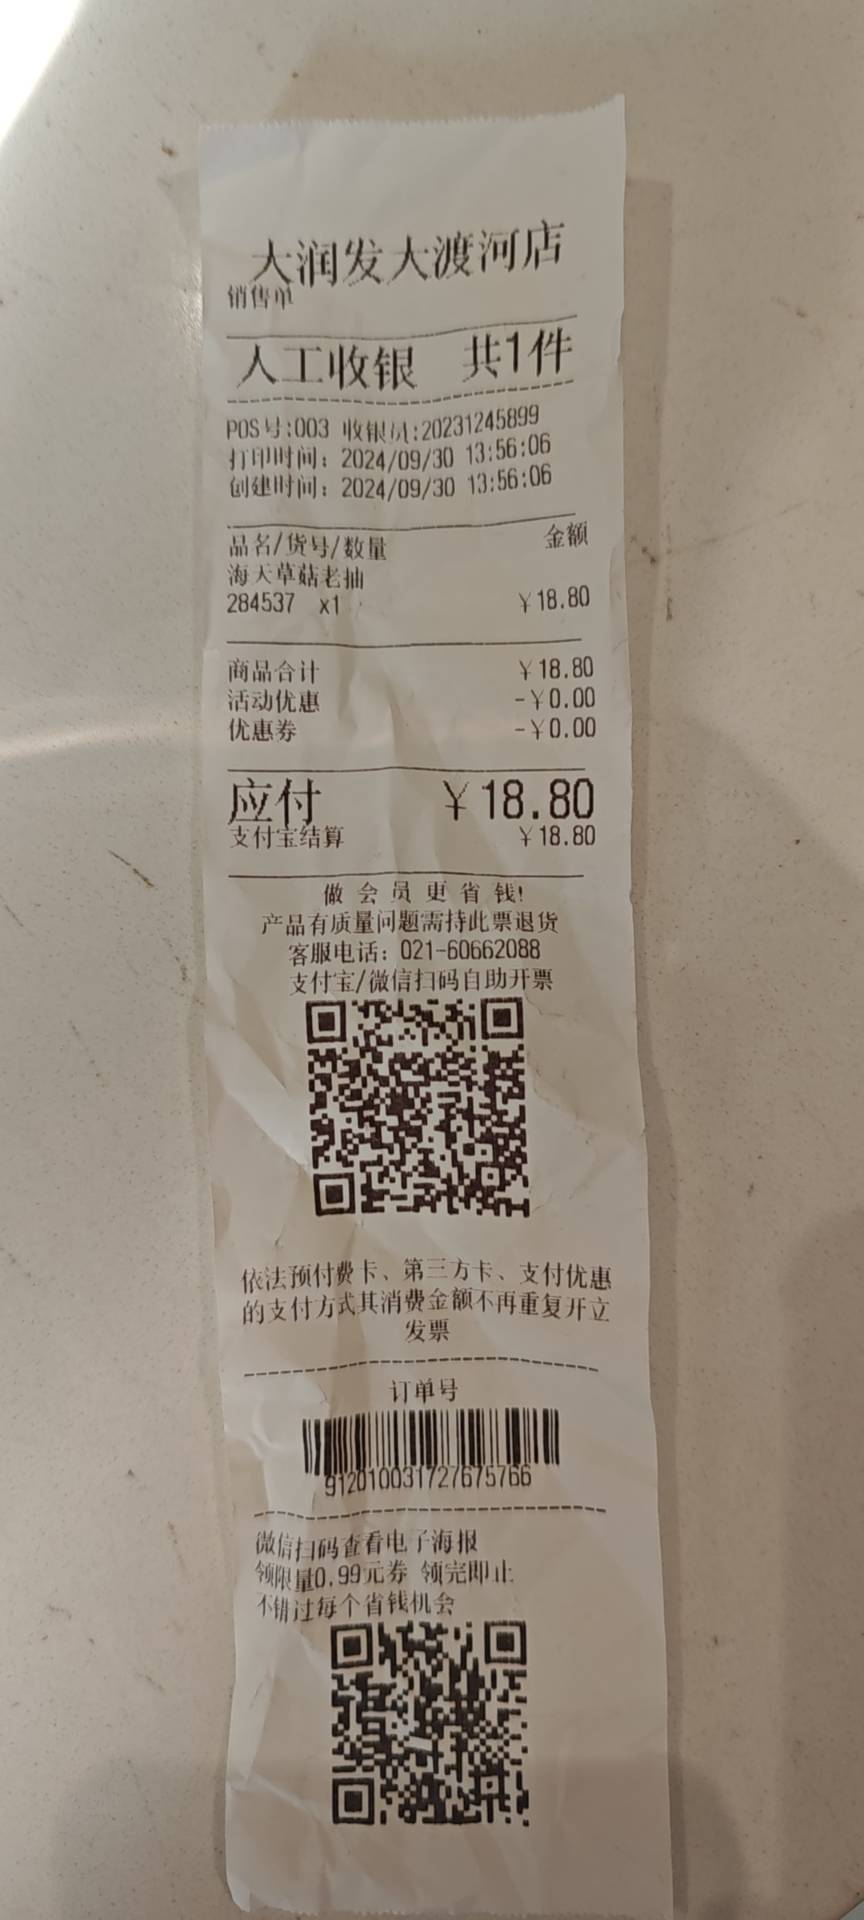 大润发大渡河店
销售单
人工收银 共1件
POS号:003 收银员:20231245899
打印时间：2024/09/30 13:56:06
创建时间：2024/09/30 13:56:06
品名/货号/数量 金额
海天草菇老抽
284537 x1 ￥18.80
商品合计 ￥18.80
活动优惠 -￥0.00
优惠券 -￥0.00
应付 ￥18.80
支付宝结算 ￥18.80
做会员更省钱!
产品有质量问题需持此票退货
客服电话：021-60662088
支付宝/微信扫码自助开票
依法预付费卡、第三方卡、支付优惠
的支付方式其消费金额不再重复开立
发票
订单号
912010031727675766
微信扫码查看电子海报
领限量0.99元券 领完即止
不错过每个省钱机会